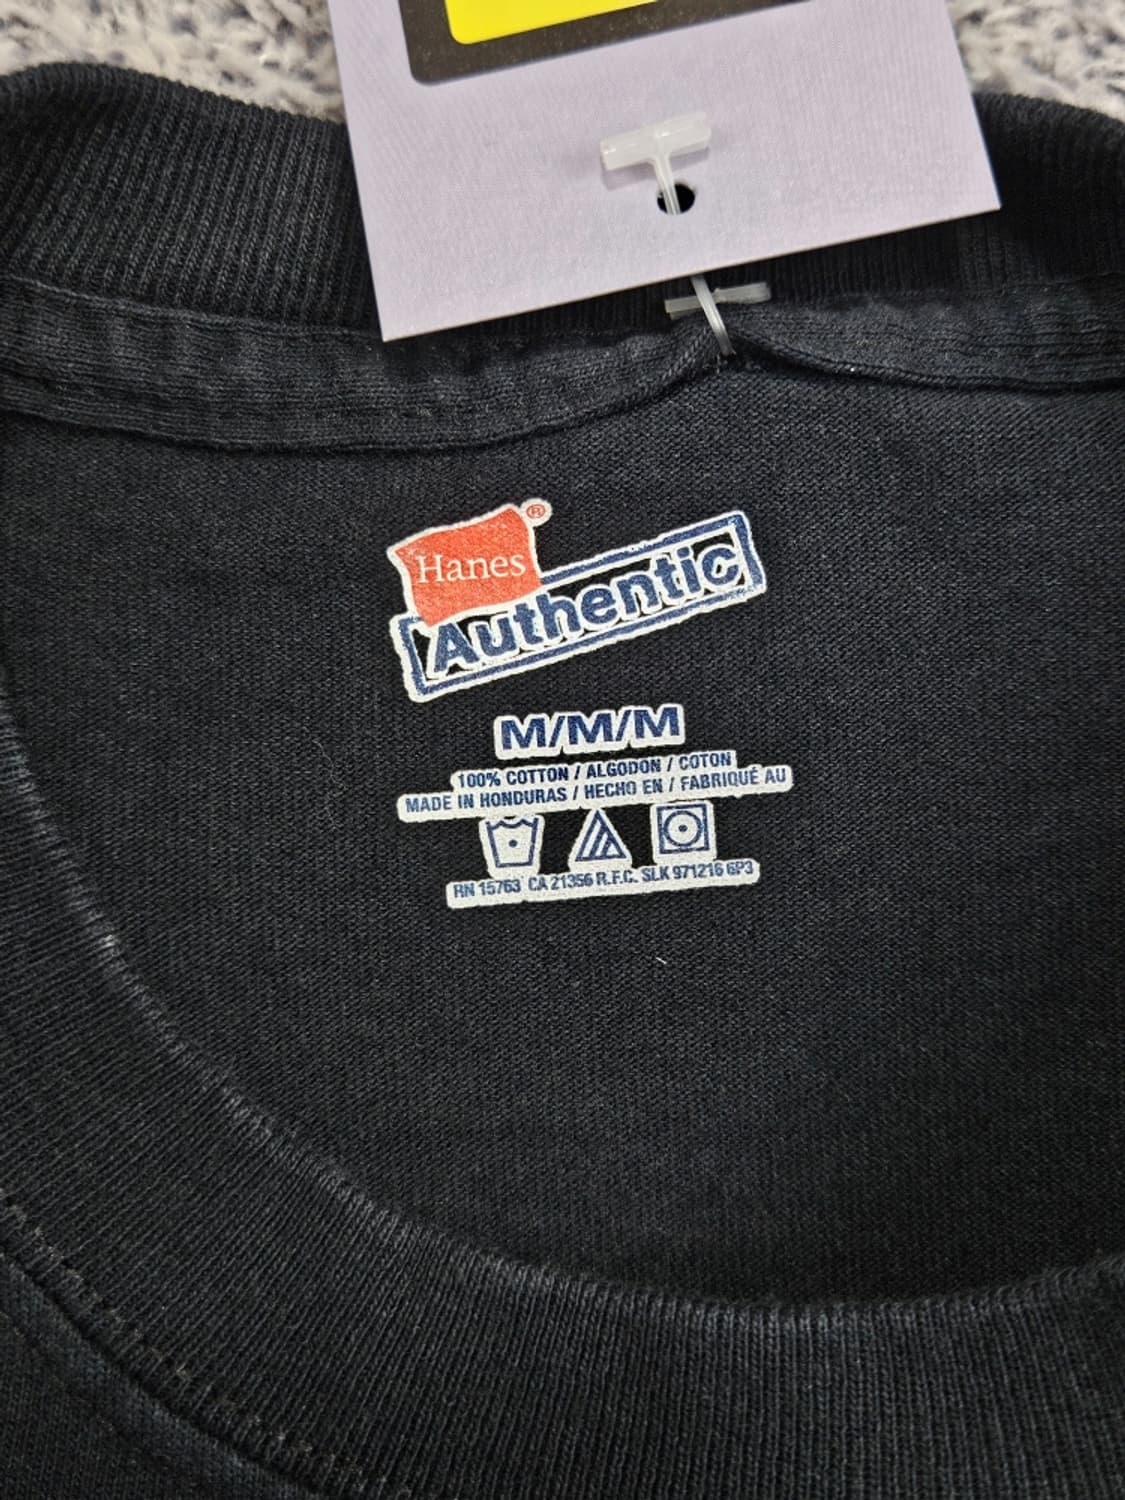 Hanes®
Authentic
M/M/M
100% COTTON / ALGODON / COTON
MADE IN HONDURAS / HECHO EN / FABRIQUÉ AU
RN 15763 CA 21356 R.F.C. SLK 971216 6P3